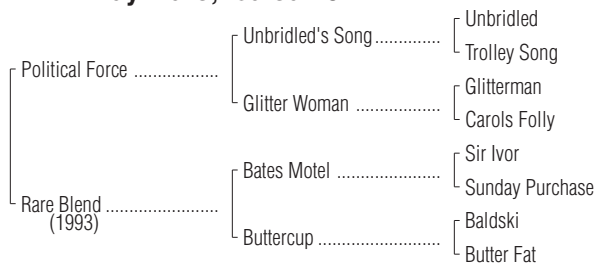 Unbridled
Unbridled's Song ..............
Trolley Song
Political Force ..................
Glitterman
Glitter Woman ..................
Carols Folly
Sir Ivor
Bates Motel ......................
Sunday Purchase
Rare Blend ........................
(1993)
Baldski
Buttercup ..........................
Butter Fat